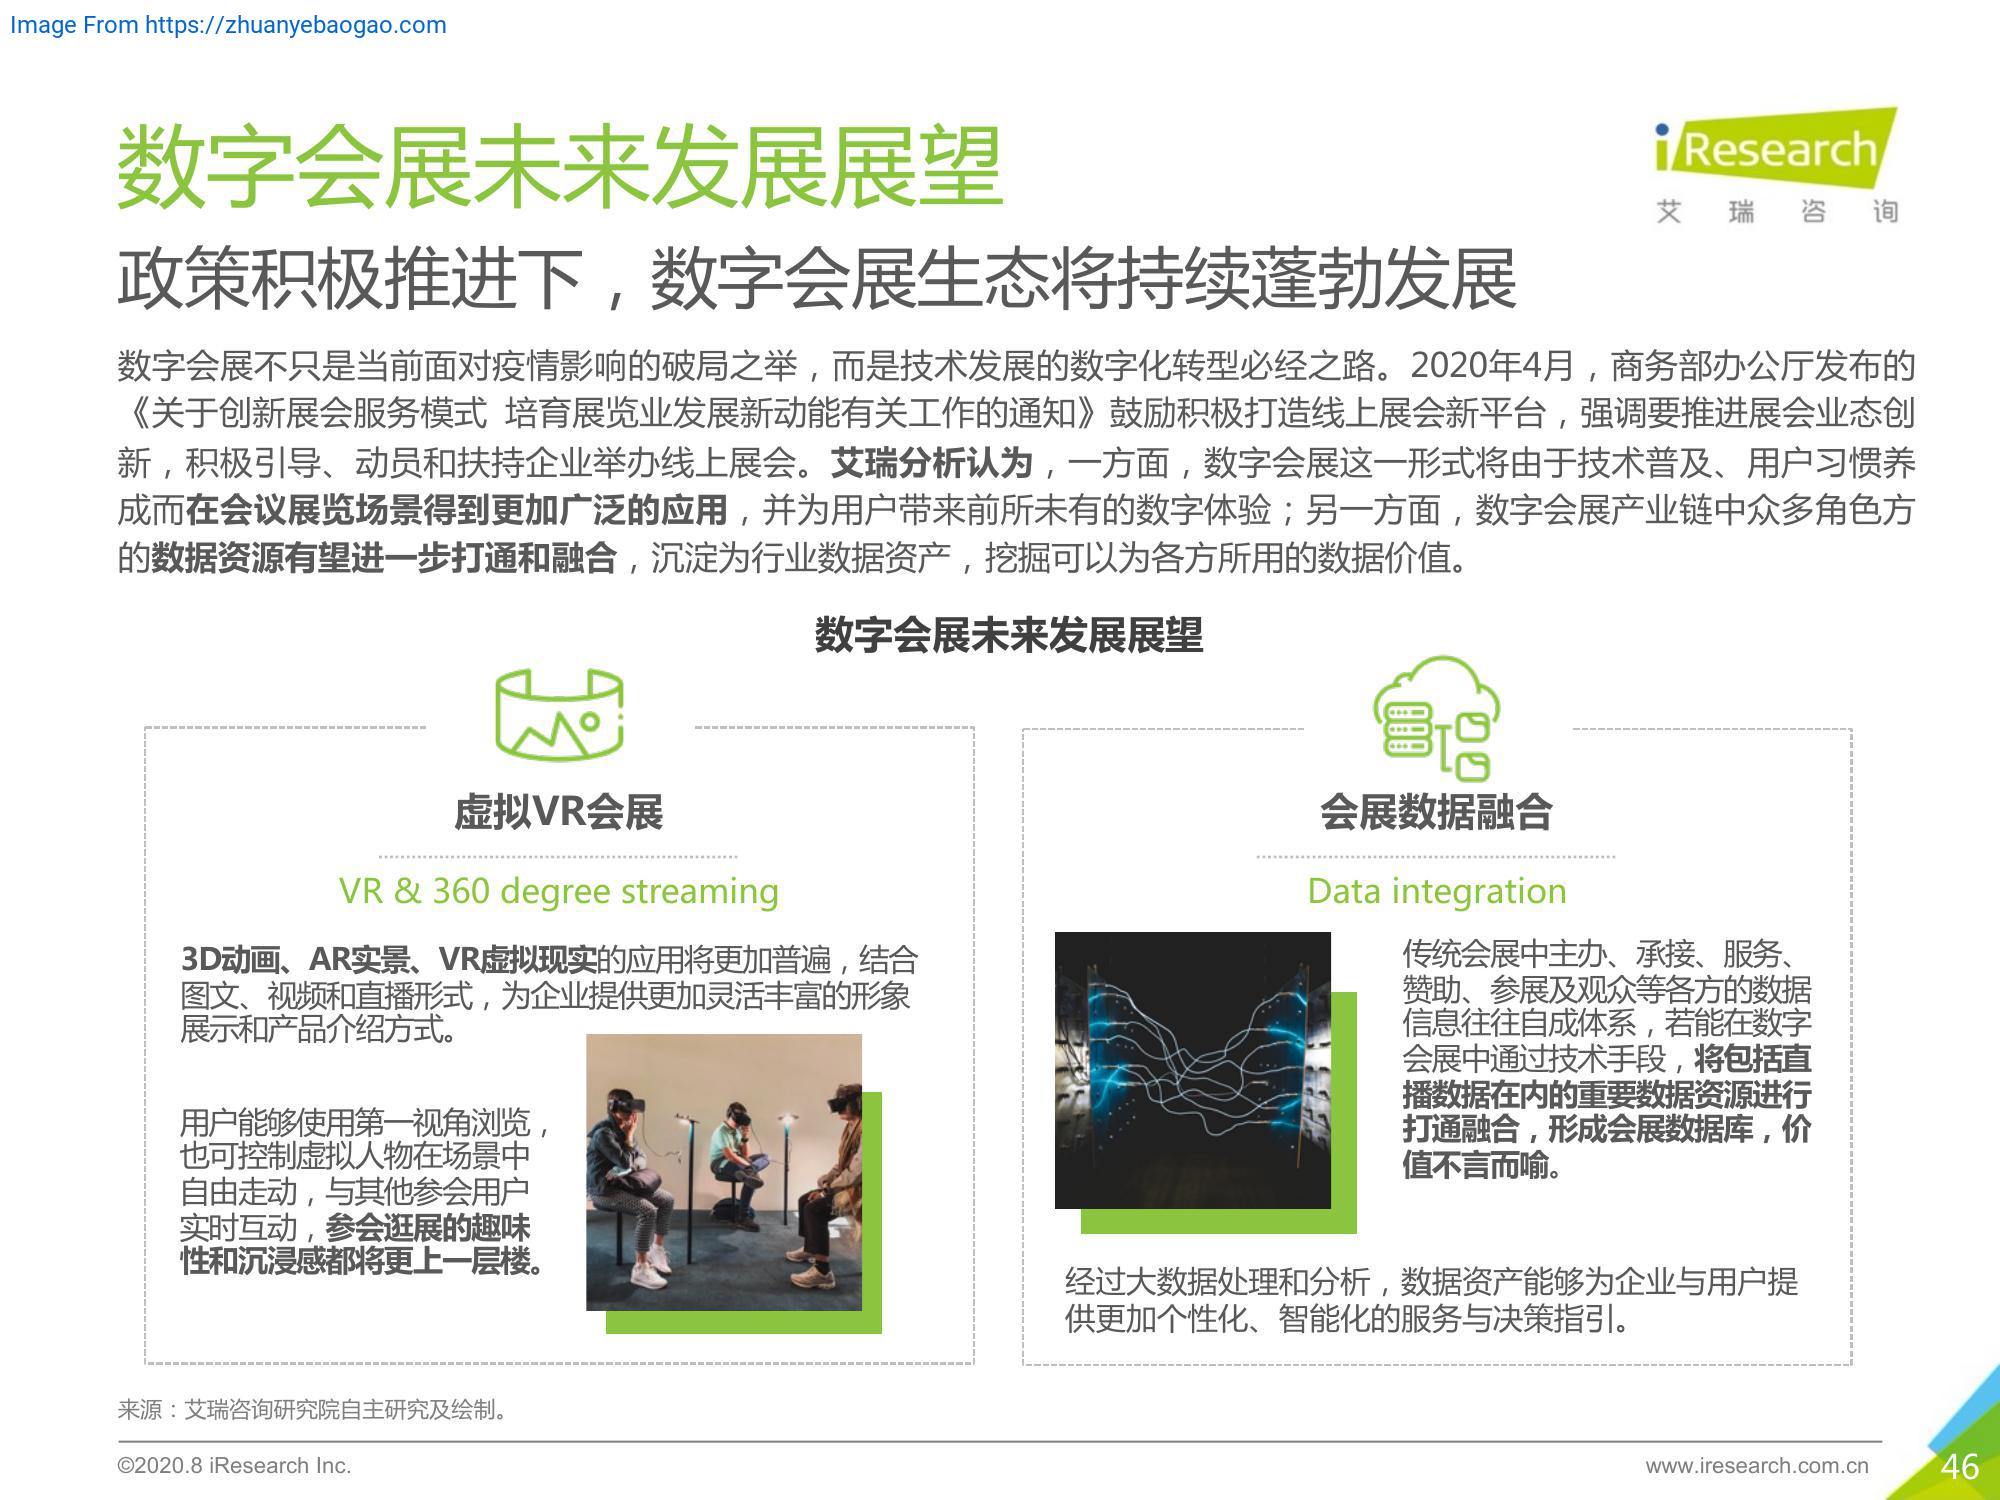 Image From https://zhuanyebaogao.com
数字会展未来发展展望
iResearch
艾瑞咨询
政策积极推进下，数字会展生态将持续蓬勃发展
数字会展不只是当前面对疫情影响的破局之举，而是技术发展的数字化转型必经之路。2020年4月，商务部办公厅发布的
《关于创新展会服务模式 培育展览业发展新动能有关工作的通知》鼓励积极打造线上展会新平台，强调要推进展会业态创
新，积极引导、动员和扶持企业举办线上展会。艾瑞分析认为，一方面，数字会展这一形式将由于技术普及、用户习惯养
成而在会议展览场景得到更加广泛的应用，并为用户带来前所未有的数字体验；另一方面，数字会展产业链中众多角色方
的数据资源有望进一步打通和融合，沉淀为行业数据资产，挖掘可以为各方所用的数据价值。
数字会展未来发展展望
虚拟VR会展
VR & 360 degree streaming
3D动画、AR实景、VR虚拟现实的应用将更加普遍，结合
图文、视频和直播形式，为企业提供更加灵活丰富的形象
展示和产品介绍方式。
用户能够使用第一视角浏览，
也可控制虚拟人物在场景中
自由走动，与其他参会用户
实时互动，参会逛展的趣味
性和沉浸感都将更上一层楼。
会展数据融合
Data integration
传统会展中主办、承接、服务、
赞助、参展及观众等各方的数据
信息往往自成体系，若能在数字
会展中通过技术手段，将包括直
播数据在内的重要数据资源进行
打通融合，形成会展数据库，价
值不言而喻。
经过大数据处理和分析，数据资产能够为企业与用户提
供更加个性化、智能化的服务与决策指引。
来源：艾瑞咨询研究院自主研究及绘制。
©2020.8 iResearch Inc.
www.iresearch.com.cn
46